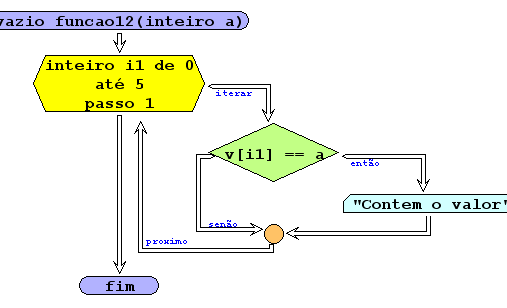 vazio funcao12(inteiro a)
inteiro i1 de 0
até 5
passo 1
iterar
v[i1] == a
então
"Contem o valor"
senão
proximo
fim